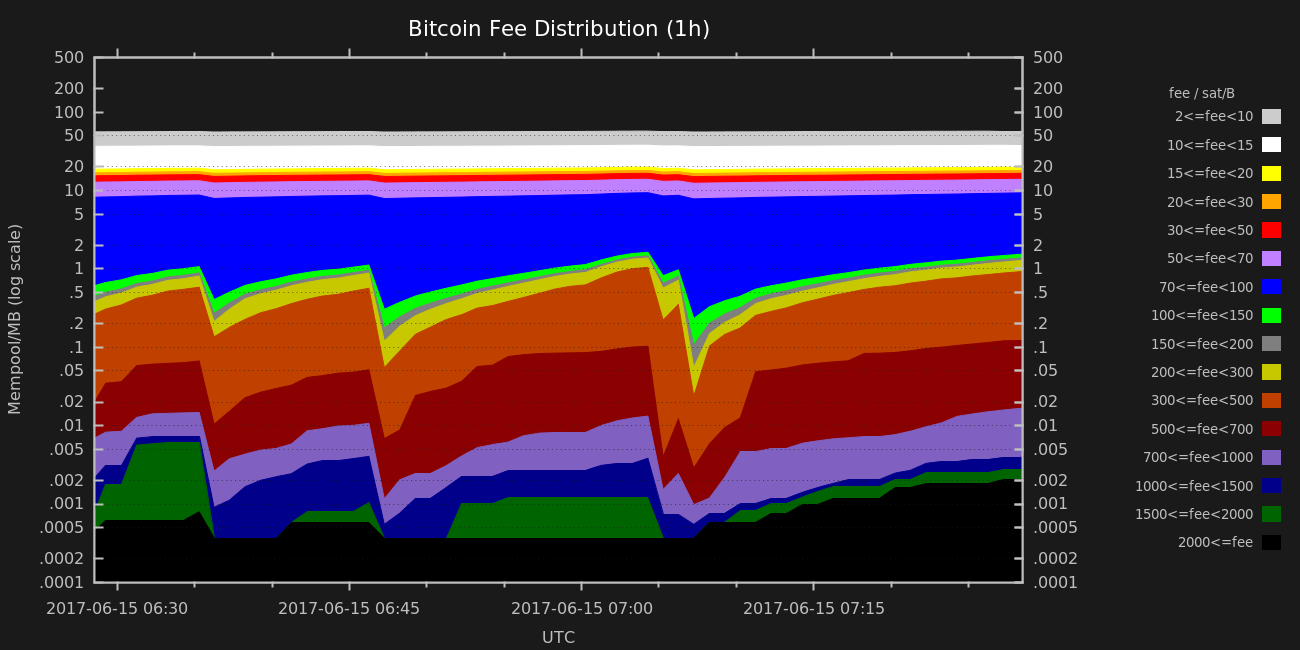 Bitcoin Fee Distribution (1h)
500 500
200 200
100 100
50 50
20 20
10 10
5 5
2 2
1 1
.5 .5
.2 .2
.1 .1
.05 .05
.02 .02
.01 .01
.005 .005
.002 .002
.001 .001
.0005 .0005
.0002 .0002
.0001 .0001
Mempool/MB (log scale)
2017-06-15 06:30 2017-06-15 06:45 2017-06-15 07:00 2017-06-15 07:15
UTC
fee / sat/B
2<=fee<10
10<=fee<15
15<=fee<20
20<=fee<30
30<=fee<50
50<=fee<70
70<=fee<100
100<=fee<150
150<=fee<200
200<=fee<300
300<=fee<500
500<=fee<700
700<=fee<1000
1000<=fee<1500
1500<=fee<2000
2000<=fee